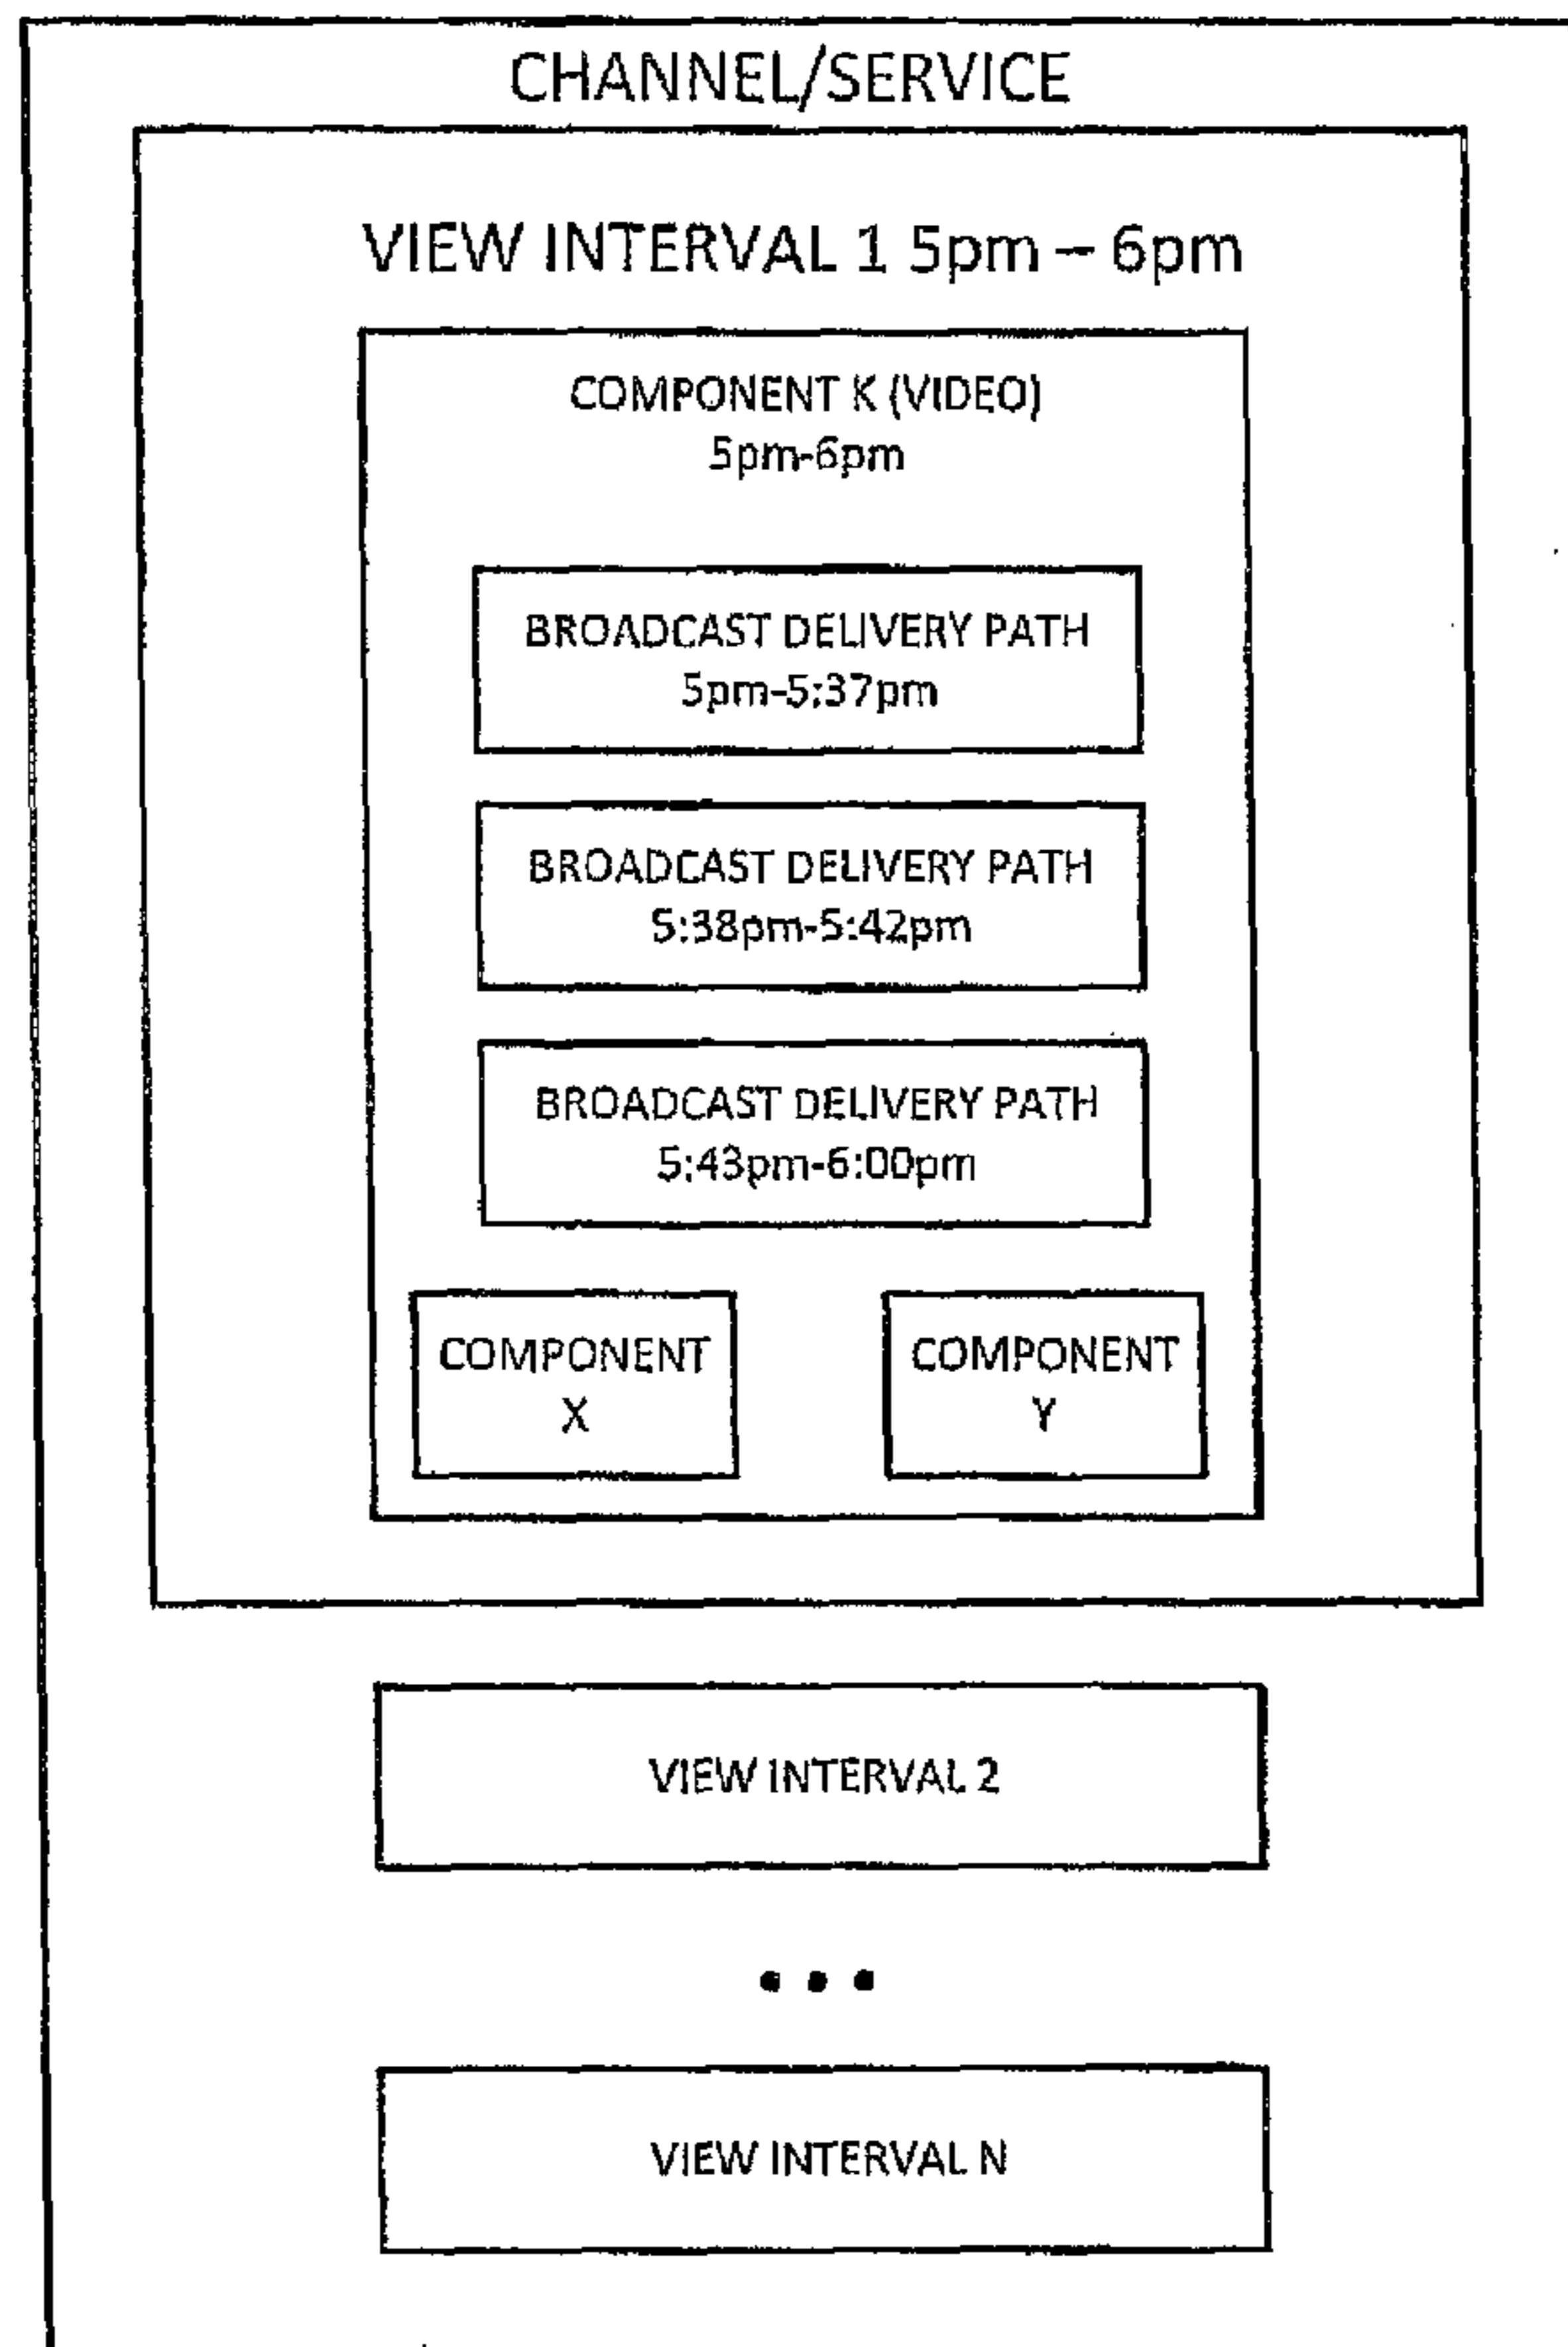 CHANNEL/SERVICE
VIEW INTERVAL 1 5pm – 6pm
COMPONENT K (VIDEO)
5pm-6pm
BROADCAST DELIVERY PATH
5pm-5:37pm
BROADCAST DELIVERY PATH
5:38pm-5:42pm
BROADCAST DELIVERY PATH
5:43pm-6:00pm
COMPONENT
X
COMPONENT
Y
VIEW INTERVAL 2
• • •
VIEW INTERVAL N